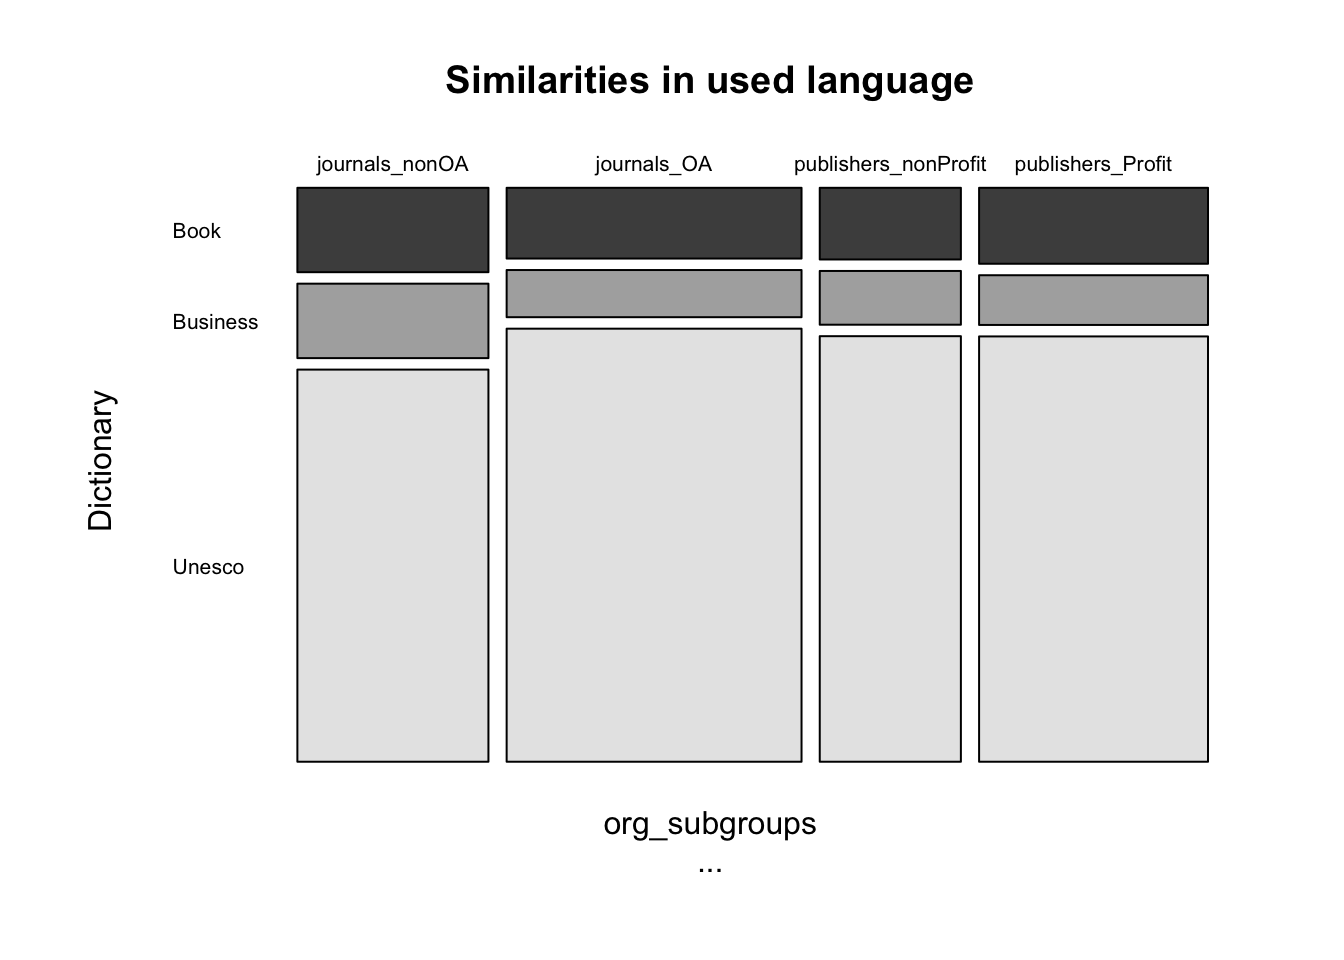 Similarities in used language
journals_nonOA
journals_OA
publishers_nonProfit
publishers_Profit
Book
Business
Unesco
Dictionary
org_subgroups
...